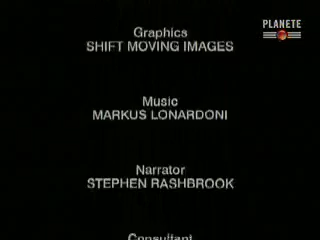 PLANETE
Graphics
SHIFT MOVING IMAGES
Music
MARKUS LONARDONI
Narrator
STEPHEN RASHBROOK
Consultant